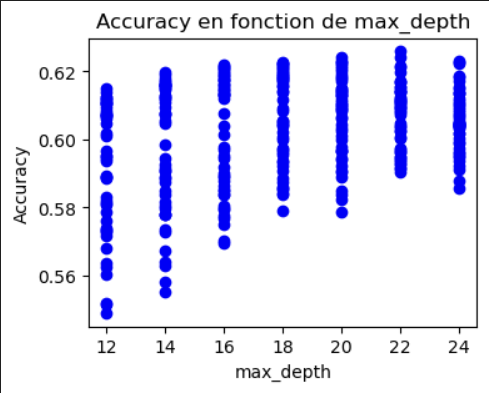 Accuracy en fonction de max_depth
0.62
0.60
0.58
0.56
Accuracy
12 14 16 18 20 22 24
max_depth